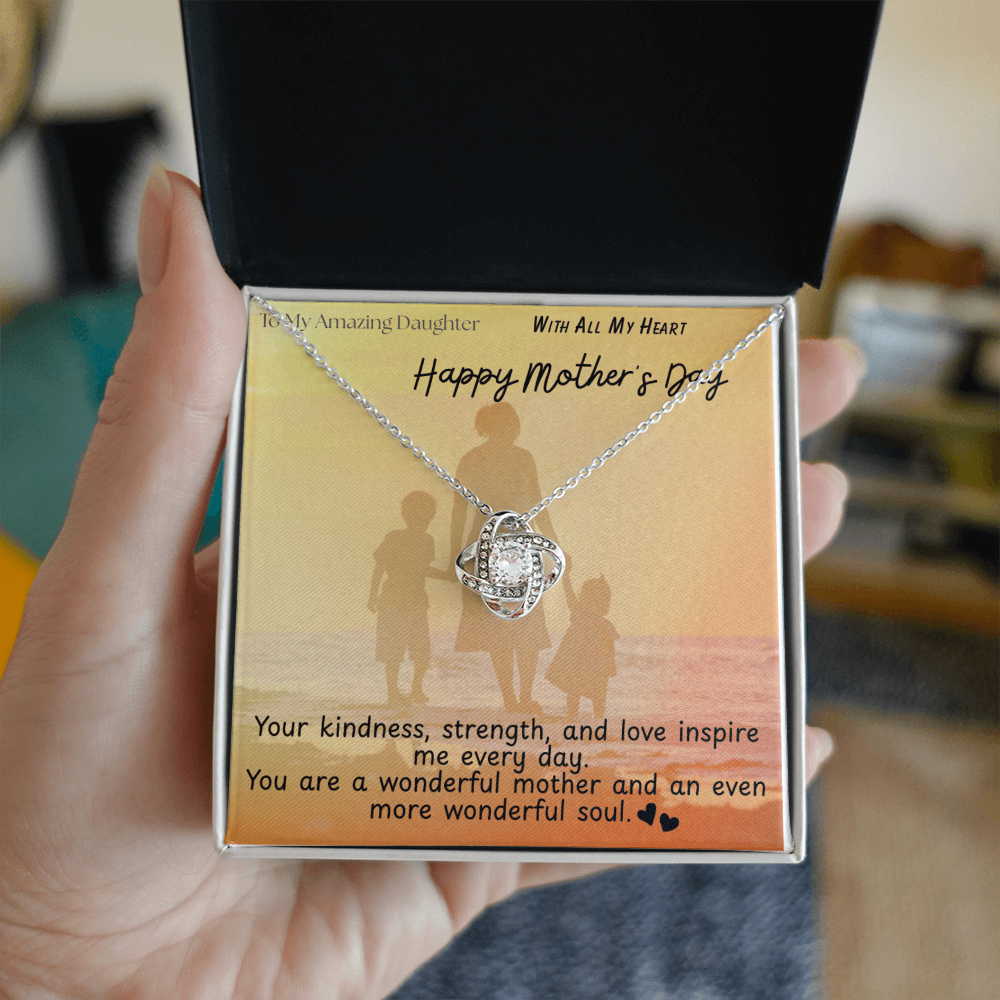 To My Amazing Daughter
With All My Heart
Happy Mother's Day
Your kindness, strength, and love inspire
me every day.
You are a wonderful mother and an even
more wonderful soul.